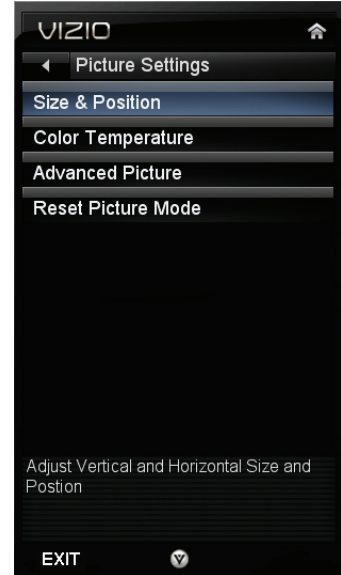 VIZIO
Picture Settings
Size & Position
Color Temperature
Advanced Picture
Reset Picture Mode
Adjust Vertical and Horizontal Size and
Postion
EXIT
V